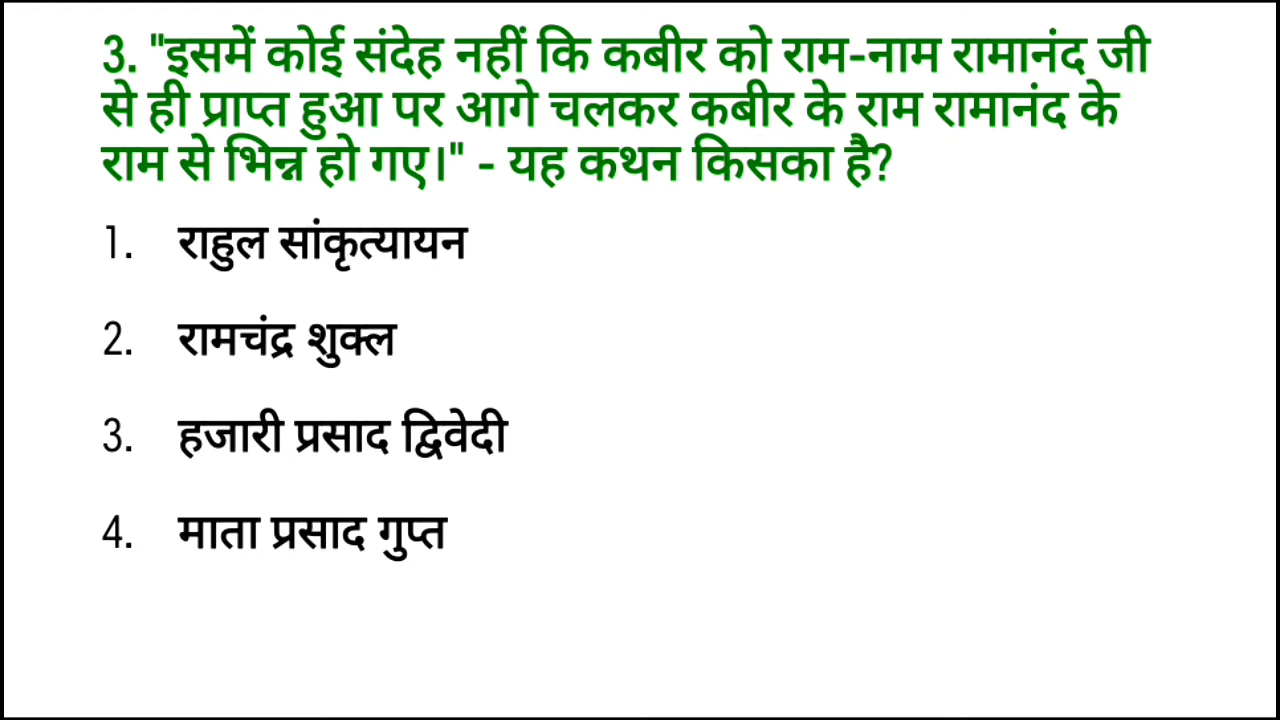 3. "इसमें कोई संदेह नहीं कि कबीर को राम-नाम रामानंद जी
से ही प्राप्त हुआ पर आगे चलकर कबीर के राम रामानंद के
राम से भिन्न हो गए।" - यह कथन किसका है?
1. राहुल सांकृत्यायन
2. रामचंद्र शुक्ल
3. हजारी प्रसाद द्विवेदी
4. माता प्रसाद गुप्त